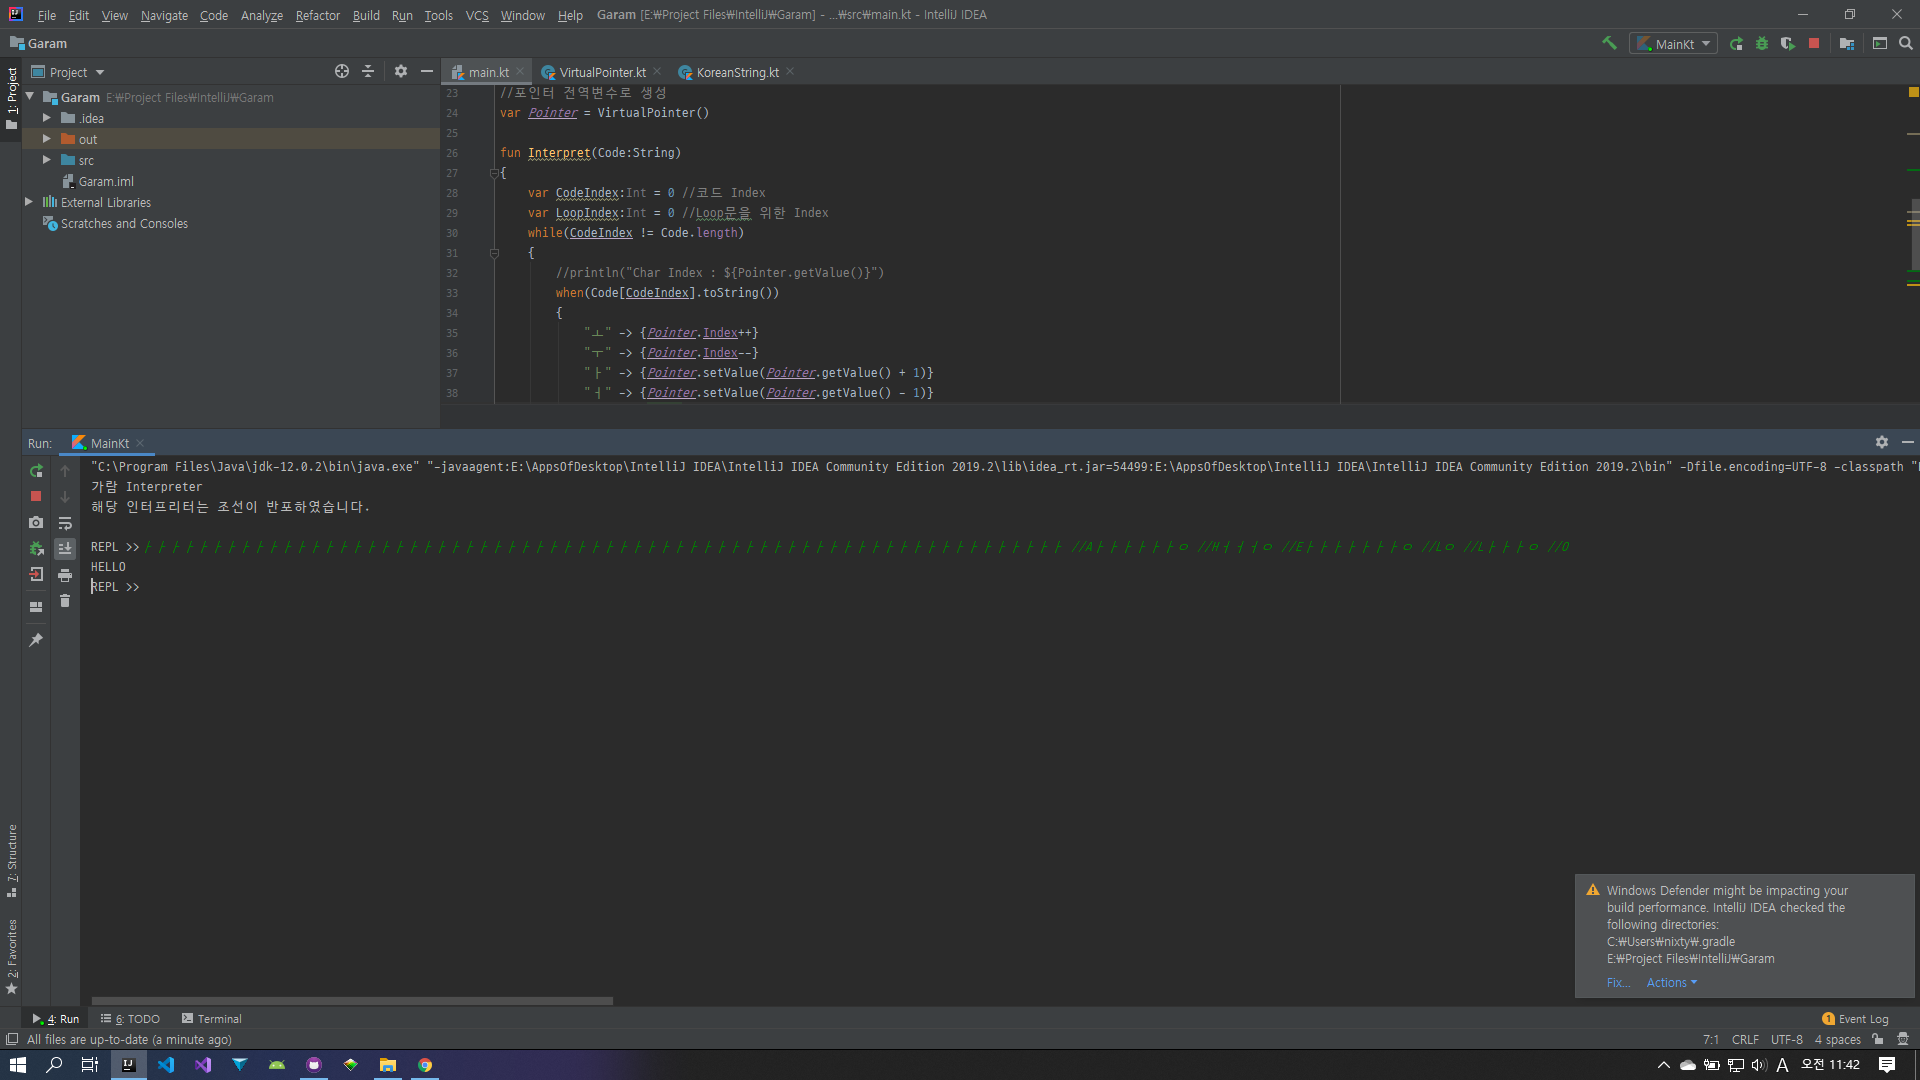 File Edit View Navigate Code Analyze Refactor Build Run Tools VCS Window Help Garam [E:₩Project Files₩IntelliJ₩Garam] - ...₩src₩main.kt - IntelliJ IDEA
Garam
MainKt
1: Project
Project
main.kt VirtualPointer.kt KoreanString.kt
Garam E:₩Project Files₩IntelliJ₩Garam
.idea
out
src
Garam.iml
External Libraries
Scratches and Consoles
23 //포인터 전역변수로 생성
24 var Pointer = VirtualPointer()
25
26 fun Interpret(Code:String)
27 {
28 var CodeIndex:Int = 0 //코드 Index
29 var LoopIndex:Int = 0 //Loop문을 위한 Index
30 while(CodeIndex != Code.length)
31 {
32 //println("Char Index : ${Pointer.getValue()}")
33 when(Code[CodeIndex].toString())
34 {
35 "ㅗ" -> {Pointer.Index++}
36 "ㅜ" -> {Pointer.Index--}
37 "ㅏ" -> {Pointer.setValue(Pointer.getValue() + 1)}
38 "ㅓ" -> {Pointer.setValue(Pointer.getValue() - 1)}
Run: MainKt
"C:\Program Files\Java\jdk-12.0.2\bin\java.exe" "-javaagent:E:\AppsOfDesktop\IntelliJ IDEA\IntelliJ IDEA Community Edition 2019.2\lib\idea_rt.jar=54499:E:\AppsOfDesktop\IntelliJ IDEA\IntelliJ IDEA Community Edition 2019.2\bin" -Dfile.encoding=UTF-8 -classpath
가람 Interpreter
해당 인터프리터는 조선이 반포하였습니다.
REPL >>ㅏㅏㅏㅏㅏㅏㅏㅏㅏㅏㅏㅏㅏㅏㅏㅏㅏㅏㅏㅏㅏㅏㅏㅏㅏㅏㅏㅏㅏㅏㅏㅏㅏㅏㅏㅏㅏㅏㅏㅏㅏㅏㅏㅏㅏㅏㅏㅏㅏㅏㅏㅏㅏㅏㅏㅏㅏㅏㅏㅏㅏㅏㅏㅏㅏㅏ //Aㅏㅏㅏㅏㅏㅏㅇ //Hㅓㅓㅓㅇ //Eㅏㅏㅏㅏㅏㅏㅏㅇ //Lㅇ //Lㅏㅏㅏㅇ //O
HELLO
REPL >>
7: Structure
2: Favorites
Windows Defender might be impacting your
build performance. IntelliJ IDEA checked the
following directories:
C:₩Users₩nixty₩.gradle
E:₩Project Files₩IntelliJ₩Garam
Fix... Actions
4: Run 6: TODO Terminal
1 Event Log
All files are up-to-date (a minute ago)
7:1 CRLF UTF-8 4 spaces
A 오전 11:42